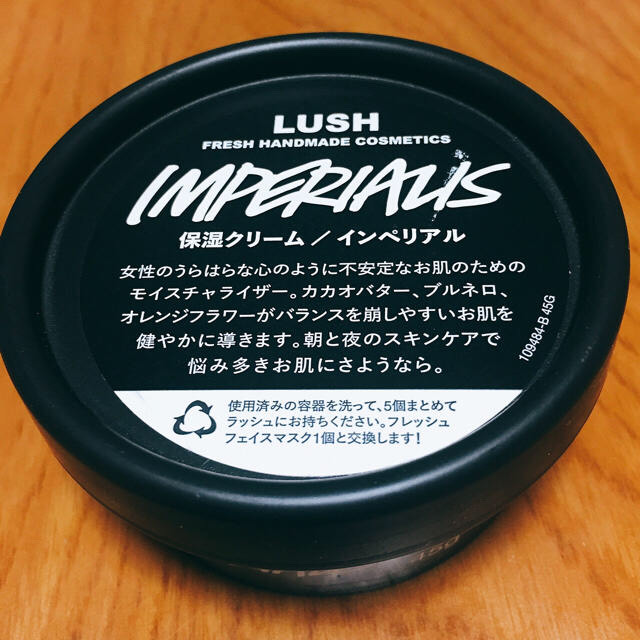 LUSH
FRESH HANDMADE COSMETICS
IMPERIALIS
保湿クリーム／インペリアル
女性のうらはらな心のように不安定なお肌のための
モイスチャライザー。カカオバター、ブルネロ、
オレンジフラワーがバランスを崩しやすいお肌を
健やかに導きます。朝と夜のスキンケアで
悩み多きお肌にさようなら。
109484-B 45G
使用済みの容器を洗って、5個まとめて
ラッシュにお持ちください。フレッシュ
フェイスマスク1個と交換します!